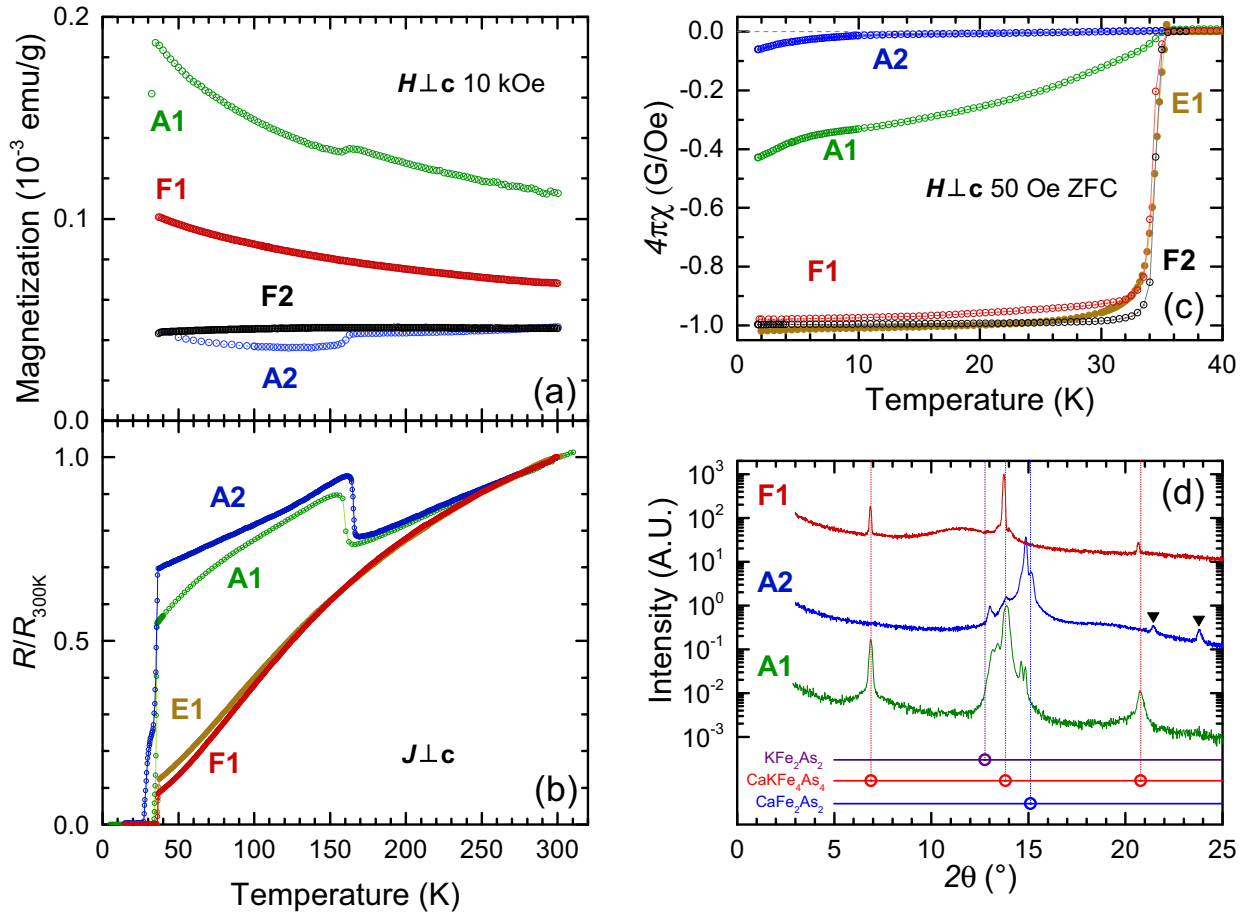 0.2
0.1
0.0
Magnetization (10⁻³ emu/g)
H⊥c 10 kOe
A1
F1
F2
A2
(a)
1.0
0.5
0.0
R/R₃₀₀K
A2
A1
E1
F1
J⊥c
(b)
50 100 150 200 250 300
Temperature (K)
0.0
-0.2
-0.4
-0.6
-0.8
-1.0
4πχ (G/Oe)
A2
E1
A1
H⊥c 50 Oe ZFC
F1
F2
(c)
0 10 20 30 40
Temperature (K)
10³
10²
10¹
10⁰
10⁻¹
10⁻²
10⁻³
Intensity (A.U.)
(d)
F1
A2
A1
KFe₂As₂
CaKFe₄As₄
CaFe₂As₂
0 5 10 15 20 25
2θ (°)